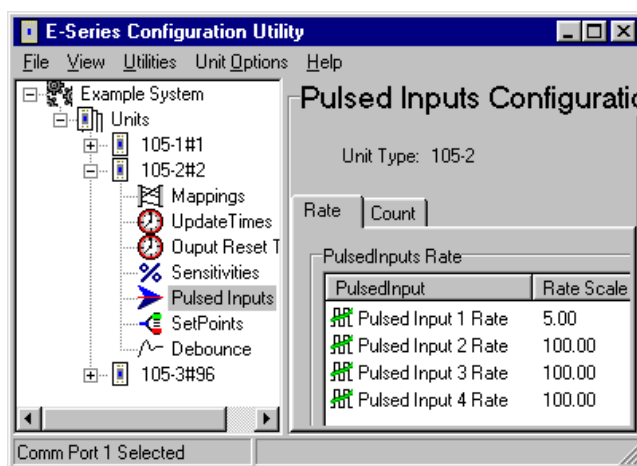 E-Series Configuration Utility
File View Utilities Unit Options Help
Example System
Units
105-1#1
105-2#2
Mappings
UpdateTimes
Ouput Reset T
Sensitivities
Pulsed Inputs
SetPoints
Debounce
105-3#96
Pulsed Inputs Configuratio
Unit Type: 105-2
Rate Count
PulsedInputs Rate
PulsedInput Rate Scale
Pulsed Input 1 Rate 5.00
Pulsed Input 2 Rate 100.00
Pulsed Input 3 Rate 100.00
Pulsed Input 4 Rate 100.00
Comm Port 1 Selected